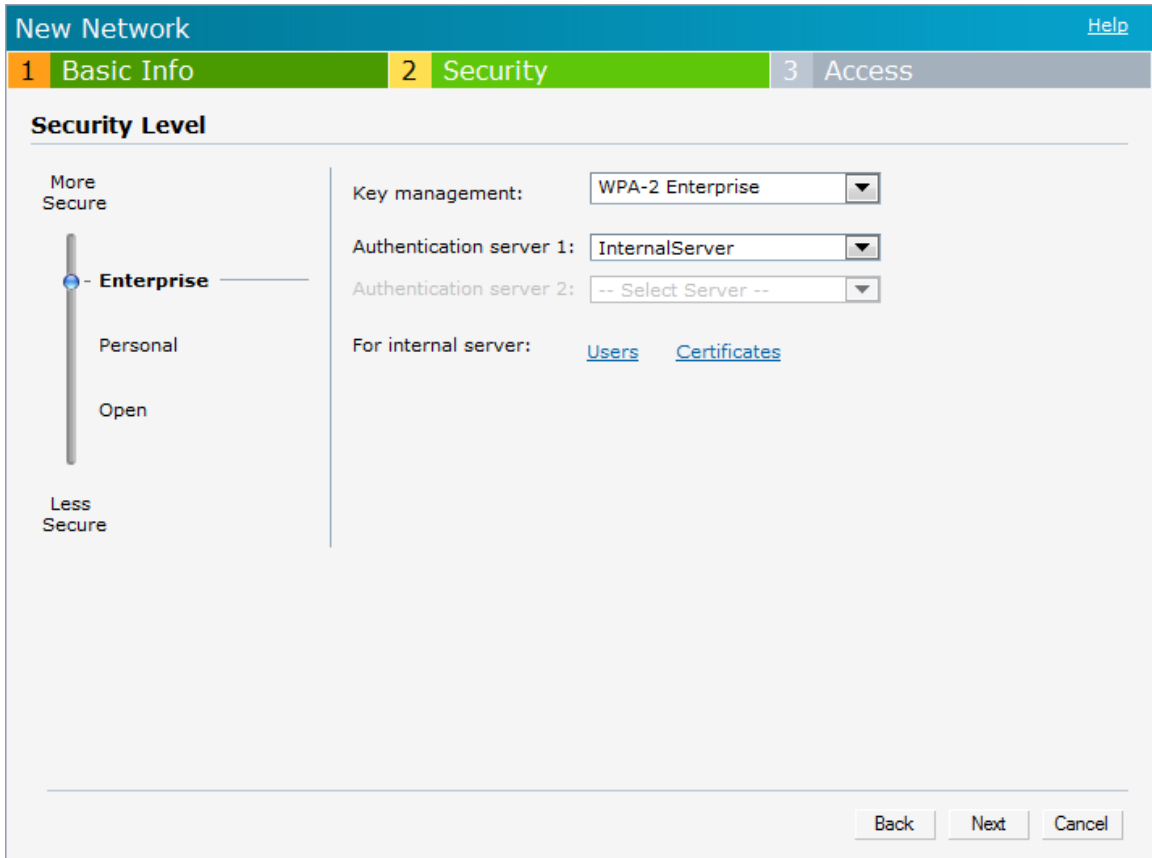 New Network Help
1 Basic Info 2 Security 3 Access
Security Level
More
Secure
Enterprise
Personal
Open
Less
Secure
Key management: WPA-2 Enterprise
Authentication server 1: InternalServer
Authentication server 2: -- Select Server --
For internal server: Users Certificates
Back Next Cancel